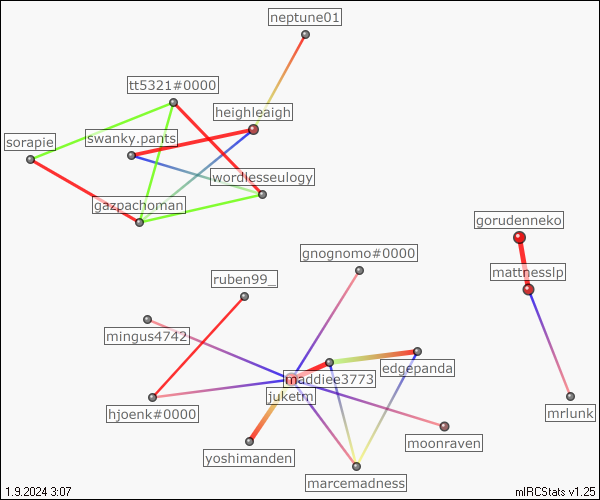 neptune01
tt5321#0000
heighleaigh
swanky.pants
sorapie
wordlesseulogy
gazpachoman
gorudenneko
gnognomo#0000
mattnesslp
ruben99_
mingus4742
edgepanda
maddiee3773
juketm
hjoenk#0000
mrlunk
moonraven
yoshimanden
marcemadness
1.9.2024 3:07
mIRCStats v1.25